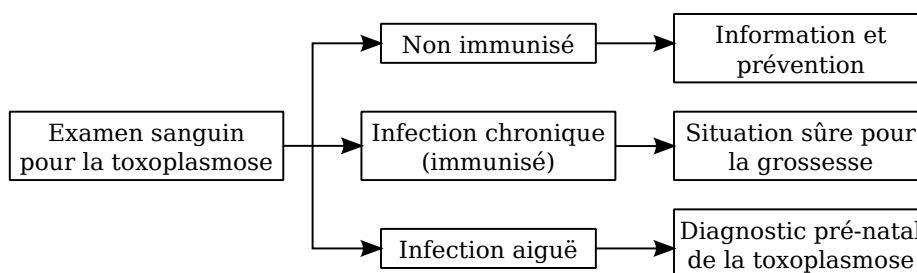 Examen sanguin
pour la toxoplasmose
Non immunisé
Information et
prévention
Infection chronique
(immunisé)
Situation sûre pour
la grossesse
Infection aiguë
Diagnostic pré-natal
de la toxoplasmose